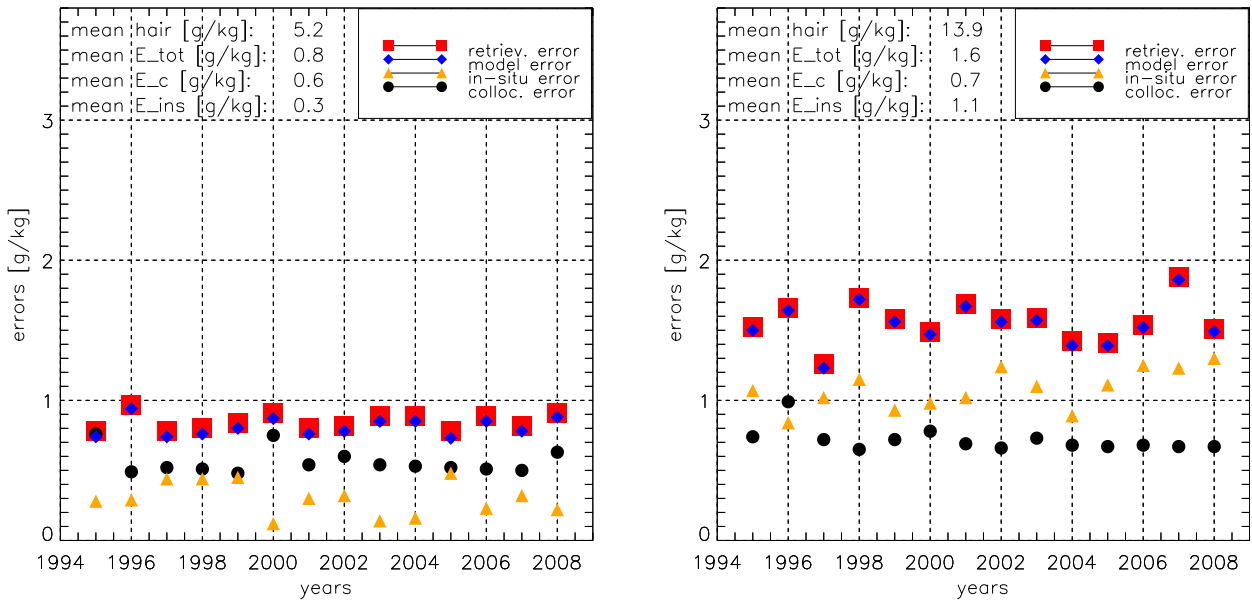 mean hair [g/kg]: 5.2
mean E_tot [g/kg]: 0.8
mean E_c [g/kg]: 0.6
mean E_ins [g/kg]: 0.3
retriev. error
model error
in-situ error
colloc. error
3
2
1
0
errors [g/kg]
1994 1996 1998 2000 2002 2004 2006 2008
years
mean hair [g/kg]: 13.9
mean E_tot [g/kg]: 1.6
mean E_c [g/kg]: 0.7
mean E_ins [g/kg]: 1.1
retriev. error
model error
in-situ error
colloc. error
3
2
1
0
errors [g/kg]
1994 1996 1998 2000 2002 2004 2006 2008
years